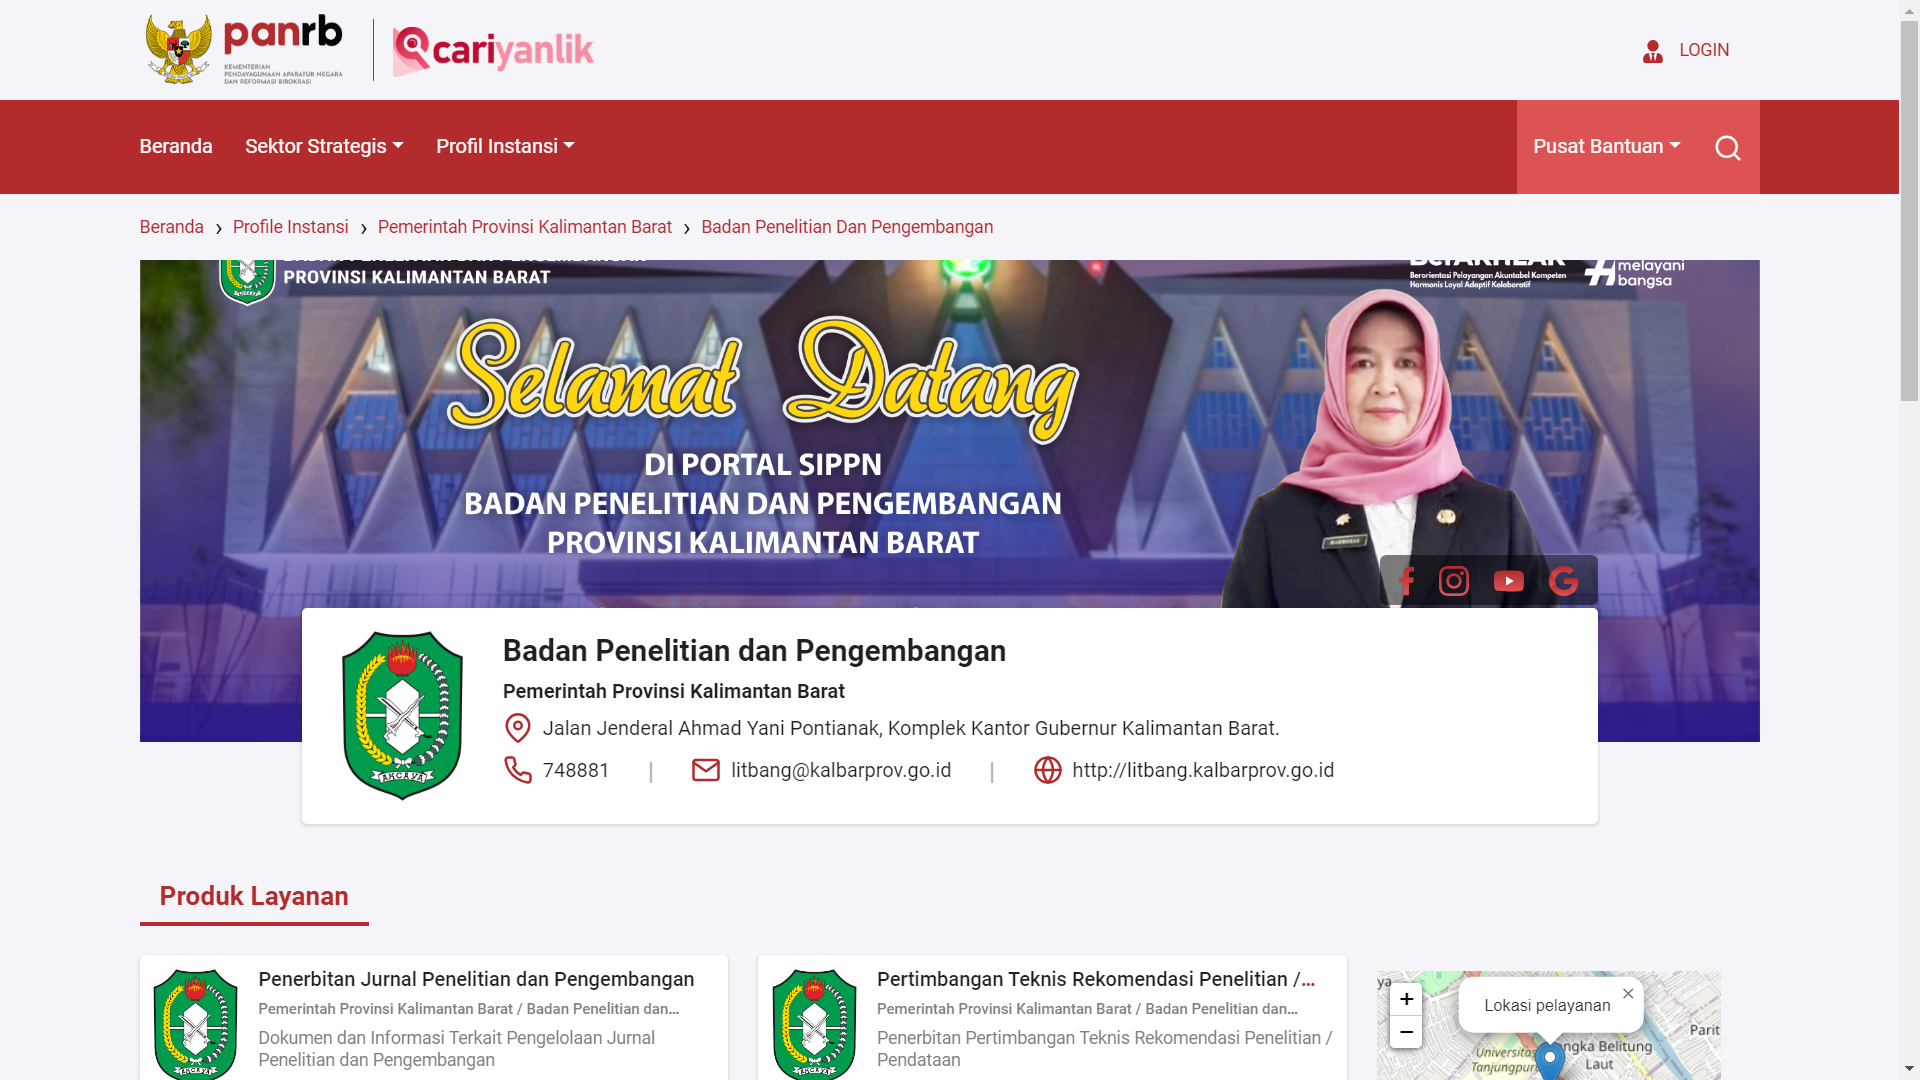 panrb
KEMENTERIAN
PENDAYAGUNAAN APARATUR NEGARA
DAN REFORMASI BIROKRASI
cariyanlik
LOGIN
Beranda
Sektor Strategis
Profil Instansi
Pusat Bantuan
Beranda › Profile Instansi › Pemerintah Provinsi Kalimantan Barat › Badan Penelitian Dan Pengembangan
PROVINSI KALIMANTAN BARAT
BerAKHLAK
Berorientasi Pelayanan Akuntabel Kompeten
Harmonis Loyal Adaptif Kolaboratif
#
melayani
bangsa
Selamat Datang
DI PORTAL SIPPN
BADAN PENELITIAN DAN PENGEMBANGAN
PROVINSI KALIMANTAN BARAT
Badan Penelitian dan Pengembangan
Pemerintah Provinsi Kalimantan Barat
Jalan Jenderal Ahmad Yani Pontianak, Komplek Kantor Gubernur Kalimantan Barat.
748881 | litbang@kalbarprov.go.id | http://litbang.kalbarprov.go.id
AKCAYA
Produk Layanan
Penerbitan Jurnal Penelitian dan Pengembangan
Pemerintah Provinsi Kalimantan Barat / Badan Penelitian dan...
Dokumen dan Informasi Terkait Pengelolaan Jurnal
Penelitian dan Pengembangan
Pertimbangan Teknis Rekomendasi Penelitian /...
Pemerintah Provinsi Kalimantan Barat / Badan Penelitian dan...
Penerbitan Pertimbangan Teknis Rekomendasi Penelitian /
Pendataan
ya
+
−
Lokasi pelayanan
×
Parit
Universitas
Tanjungpura
ngka Belitung
Laut